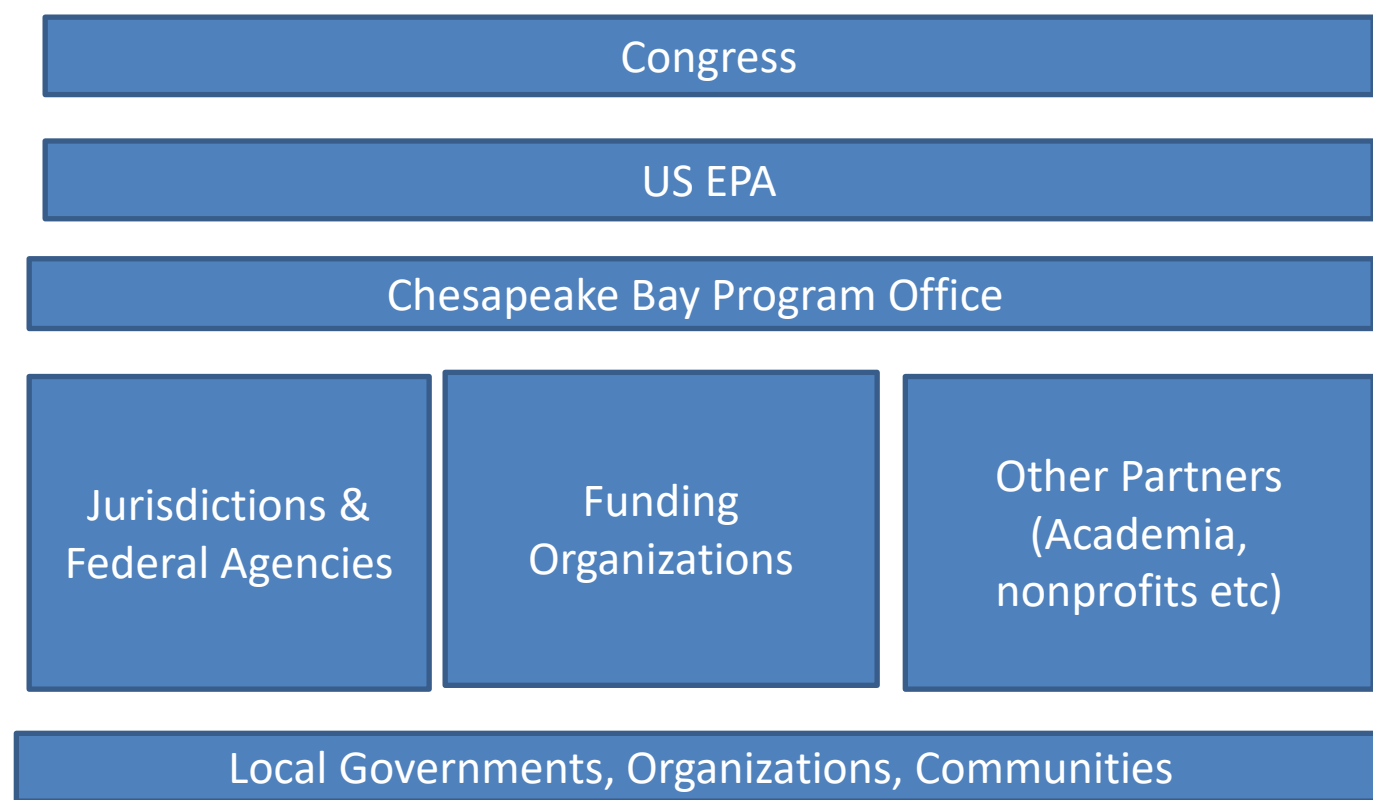 Congress
US EPA
Chesapeake Bay Program Office
Jurisdictions &
Federal Agencies
Funding
Organizations
Other Partners
(Academia,
nonprofits etc)
Local Governments, Organizations, Communities